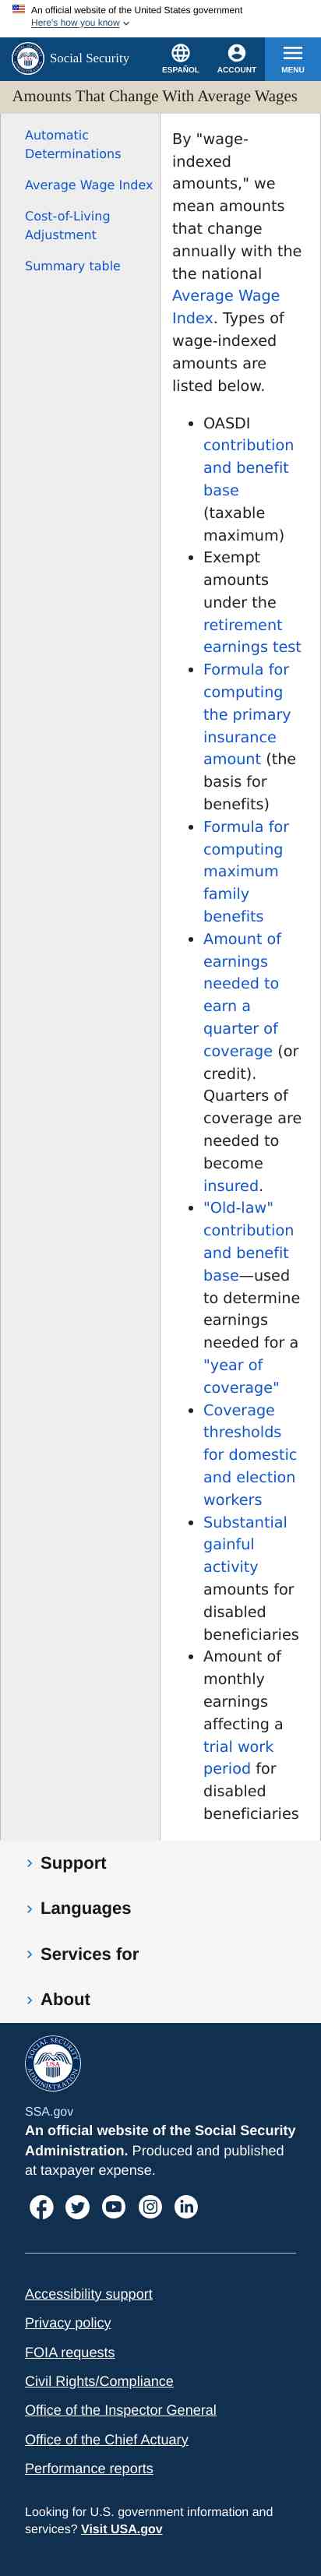 An official website of the United States government
Here's how you know
Social Security
ESPAÑOL
ACCOUNT
MENU
Amounts That Change With Average Wages
Automatic
Determinations
Average Wage Index
Cost-of-Living
Adjustment
Summary table
By "wage-
indexed
amounts," we
mean amounts
that change
annually with the
the national
Average Wage
Index. Types of
wage-indexed
amounts are
listed below.
• OASDI
contribution
and benefit
base
(taxable
maximum)
• Exempt
amounts
under the
retirement
earnings test
• Formula for
computing
the primary
insurance
amount (the
basis for
benefits)
• Formula for
computing
maximum
family
benefits
• Amount of
earnings
needed to
earn a
quarter of
coverage (or
credit).
Quarters of
coverage are
needed to
become
insured.
• "Old-law"
contribution
and benefit
base—used
to determine
earnings
needed for a
"year of
coverage"
• Coverage
thresholds
for domestic
and election
workers
• Substantial
gainful
activity
amounts for
disabled
beneficiaries
• Amount of
monthly
earnings
affecting a
trial work
period for
disabled
beneficiaries
Support
Languages
Services for
About
SOCIAL SECURITY
USA
ADMINISTRATION
SSA.gov
An official website of the Social Security
Administration. Produced and published
at taxpayer expense.
Accessibility support
Privacy policy
FOIA requests
Civil Rights/Compliance
Office of the Inspector General
Office of the Chief Actuary
Performance reports
Looking for U.S. government information and
services? Visit USA.gov